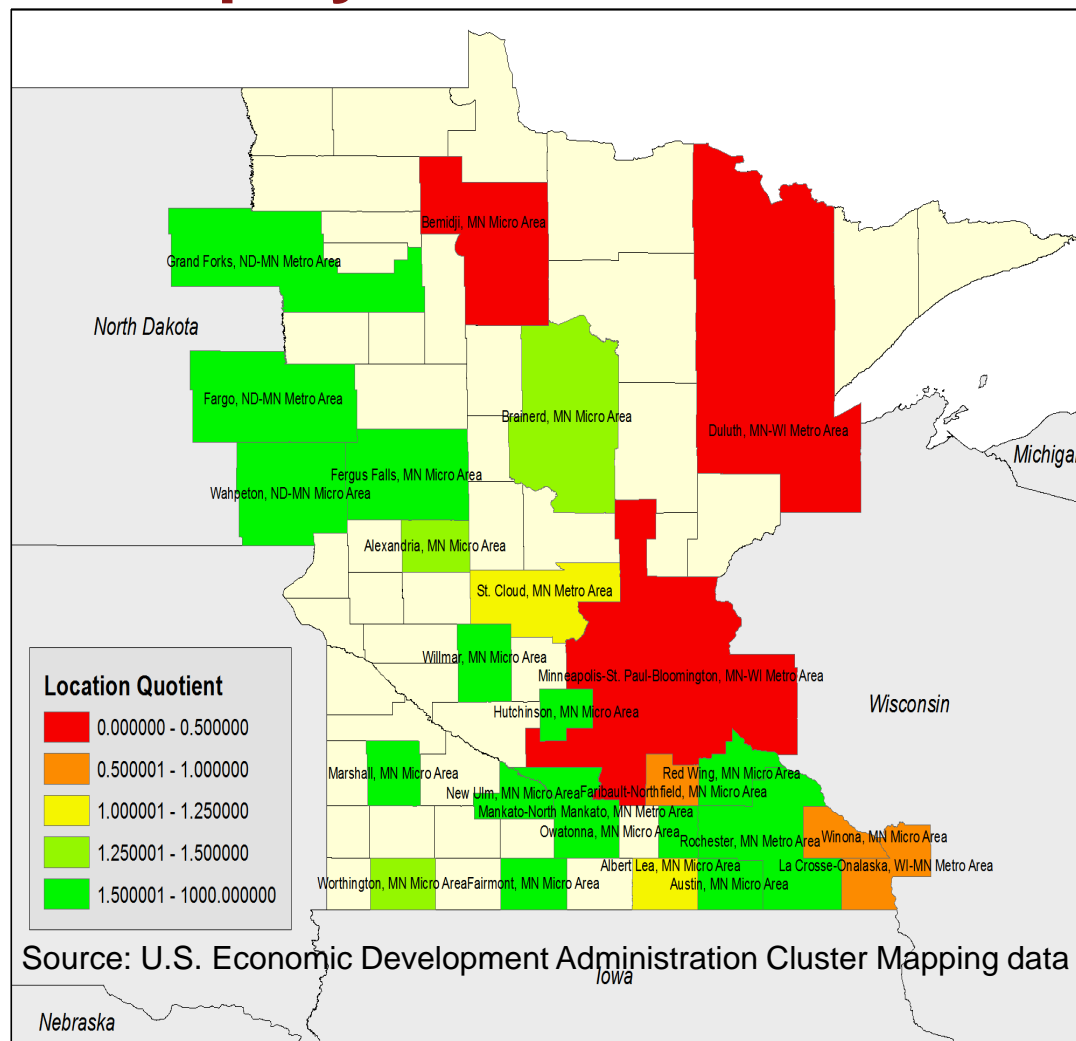 Bemidji, MN Micro Area
Grand Forks, ND-MN Metro Area
North Dakota
Fargo, ND-MN Metro Area
Brainerd, MN Micro Area
Duluth, MN-WI Metro Area
Michigan
Fergus Falls, MN Micro Area
Wahpeton, ND-MN Micro Area
Alexandria, MN Micro Area
St. Cloud, MN Metro Area
Willmar, MN Micro Area
Minneapolis-St. Paul-Bloomington, MN-WI Metro Area
Wisconsin
Hutchinson, MN Micro Area
Marshall, MN Micro Area
Red Wing, MN Micro Area
New Ulm, MN Micro Area
Faribault-Northfield, MN Micro Area
Mankato-North Mankato, MN Metro Area
Owatonna, MN Micro Area
Rochester, MN Metro Area
Winona, MN Micro Area
Albert Lea, MN Micro Area
La Crosse-Onalaska, WI-MN Metro Area
Worthington, MN Micro Area
Fairmont, MN Micro Area
Austin, MN Micro Area
Location Quotient
0.000000 - 0.500000
0.500001 - 1.000000
1.000001 - 1.250000
1.250001 - 1.500000
1.500001 - 1000.000000
Source: U.S. Economic Development Administration Cluster Mapping data
Iowa
Nebraska